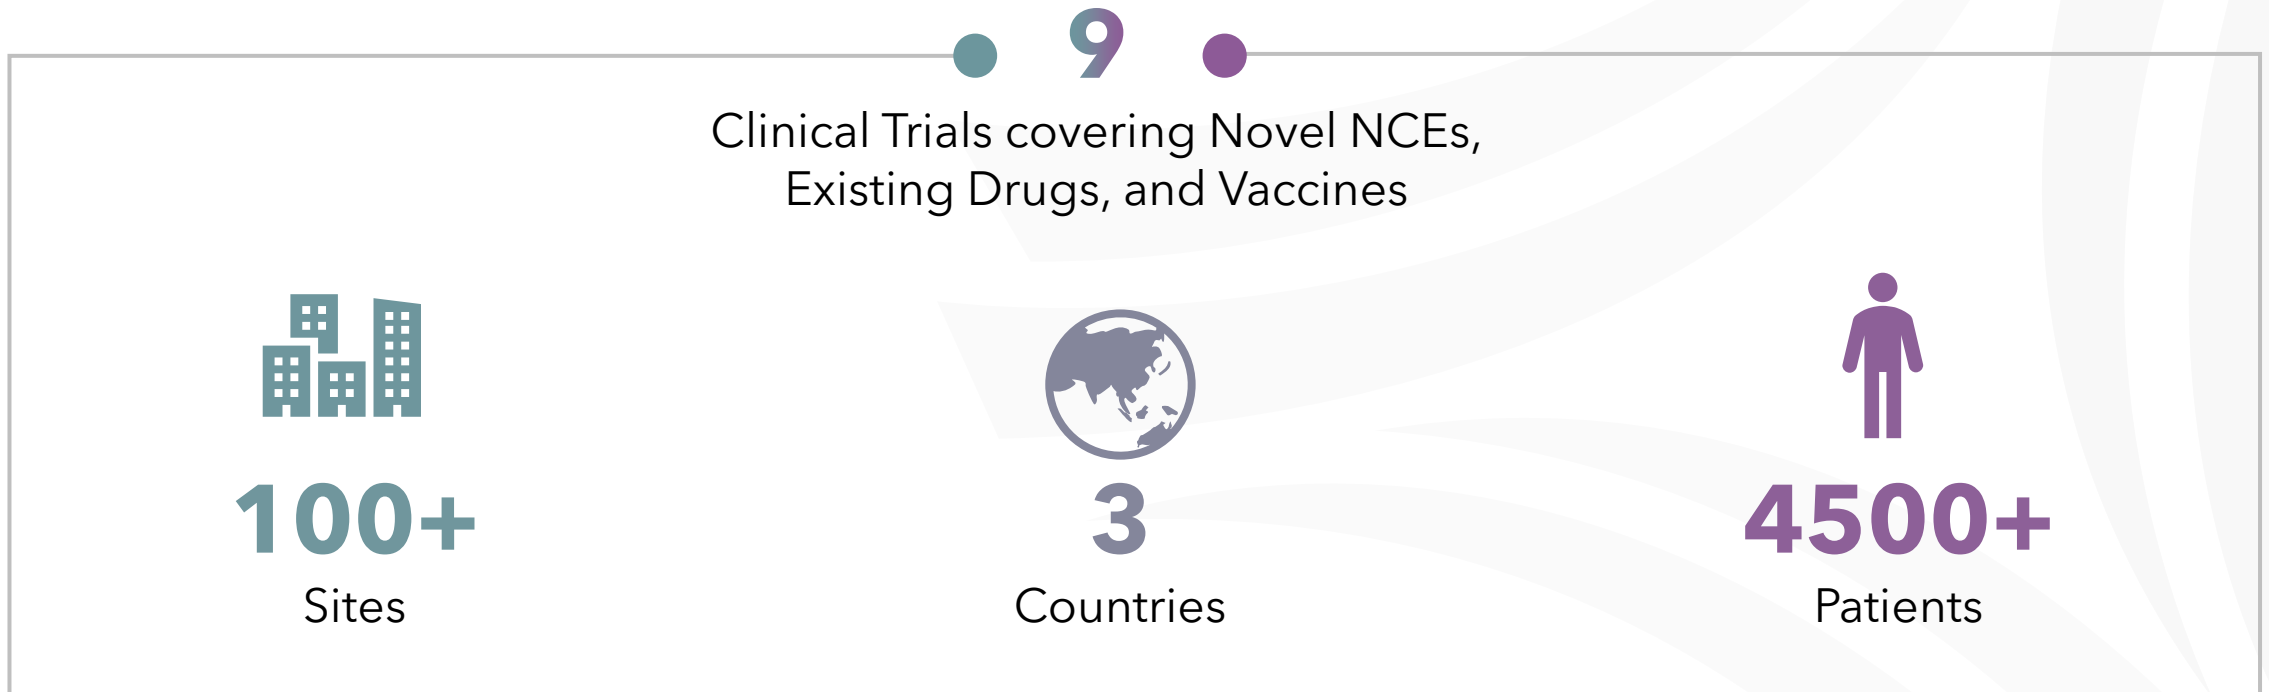 9
Clinical Trials covering Novel NCEs,
Existing Drugs, and Vaccines
100+
Sites
3
Countries
4500+
Patients